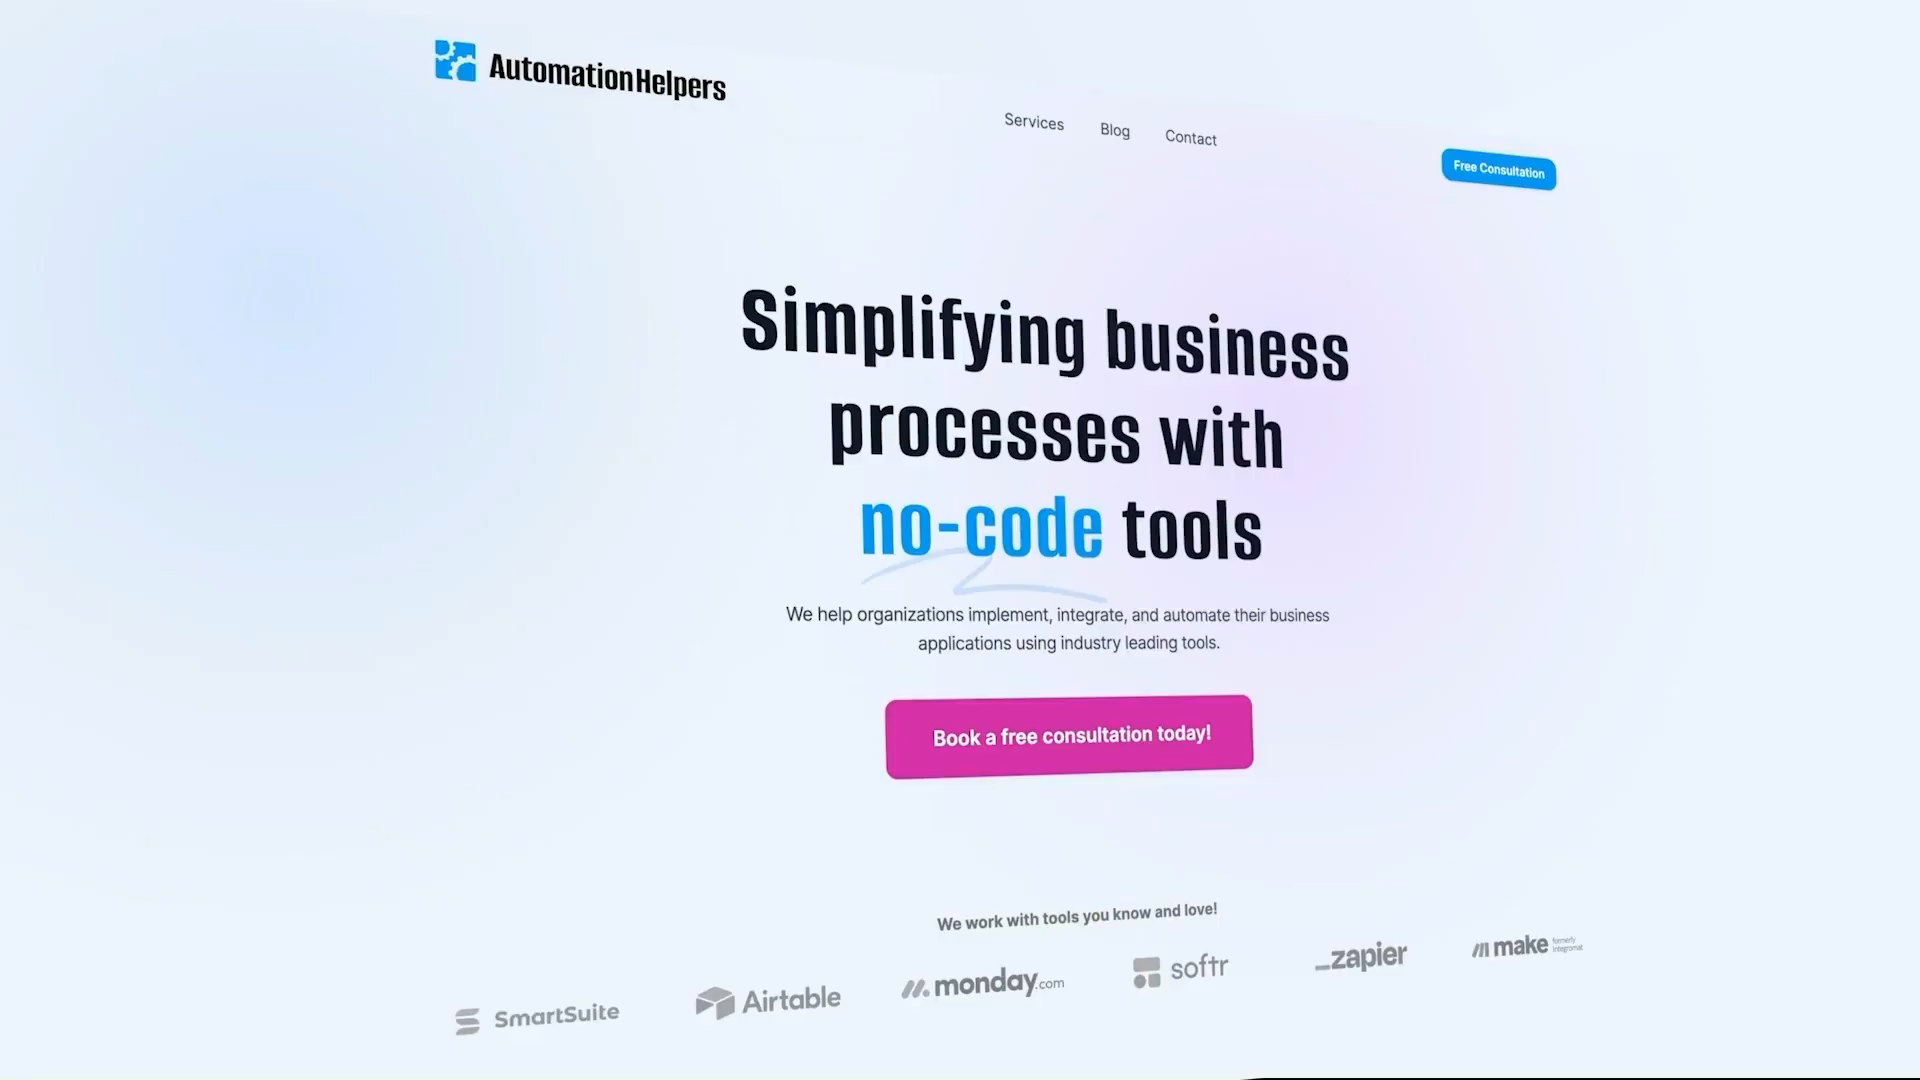 AutomationHelpers
Services Blog Contact
Free Consultation
Simplifying business
processes with
no-code tools
We help organizations implement, integrate, and automate their business
applications using industry leading tools.
Book a free consultation today!
We work with tools you know and love!
SmartSuite Airtable monday.com softr zapier make formerly
integromat